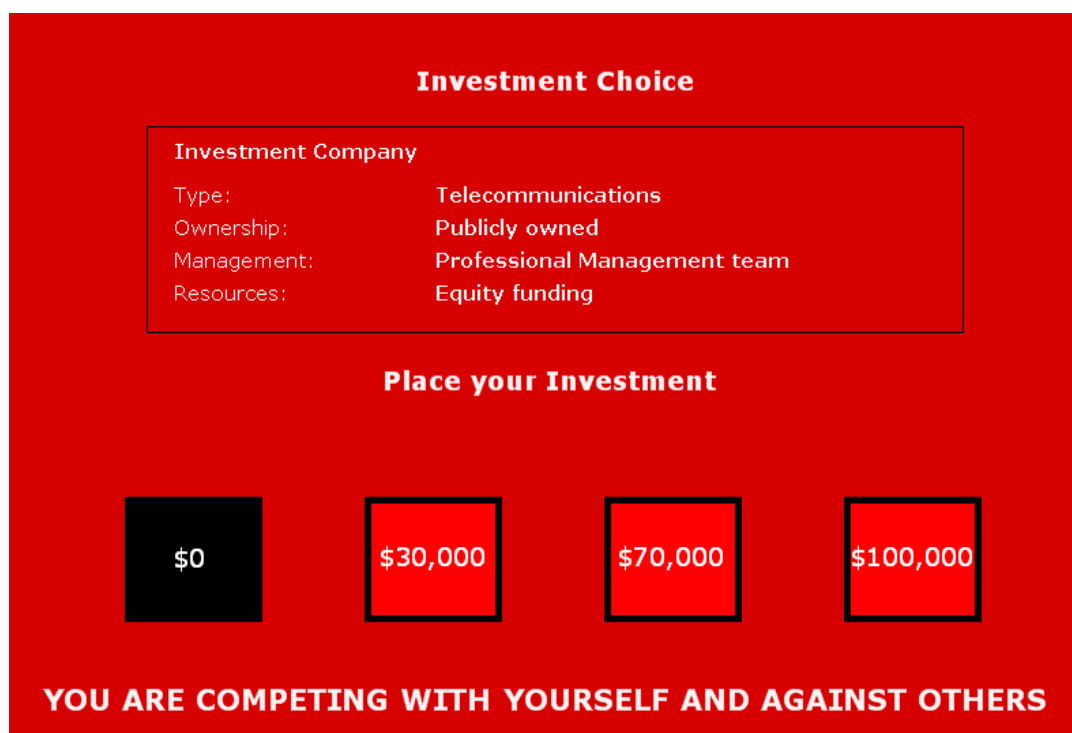 Investment Choice
Investment Company
Type: Telecommunications
Ownership: Publicly owned
Management: Professional Management team
Resources: Equity funding
Place your Investment
$0 $30,000 $70,000 $100,000
YOU ARE COMPETING WITH YOURSELF AND AGAINST OTHERS